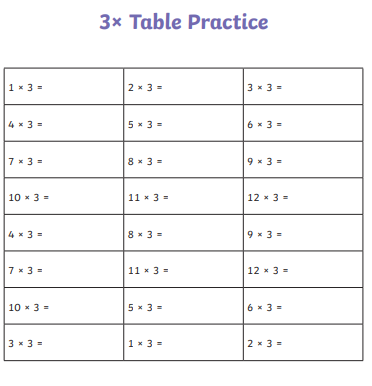 3× Table Practice
1 × 3 = 2 × 3 = 3 × 3 =
4 × 3 = 5 × 3 = 6 × 3 =
7 × 3 = 8 × 3 = 9 × 3 =
10 × 3 = 11 × 3 = 12 × 3 =
4 × 3 = 8 × 3 = 9 × 3 =
7 × 3 = 11 × 3 = 12 × 3 =
10 × 3 = 5 × 3 = 6 × 3 =
3 × 3 = 1 × 3 = 2 × 3 =